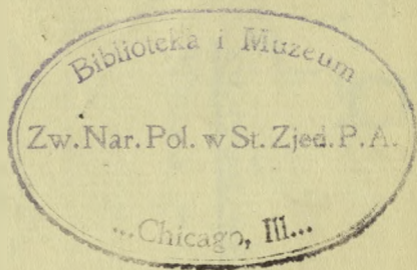 Biblioteka i Muzeum
Zw. Nar. Pol. w St. Zjed. P. A.
...Chicago, Ill...